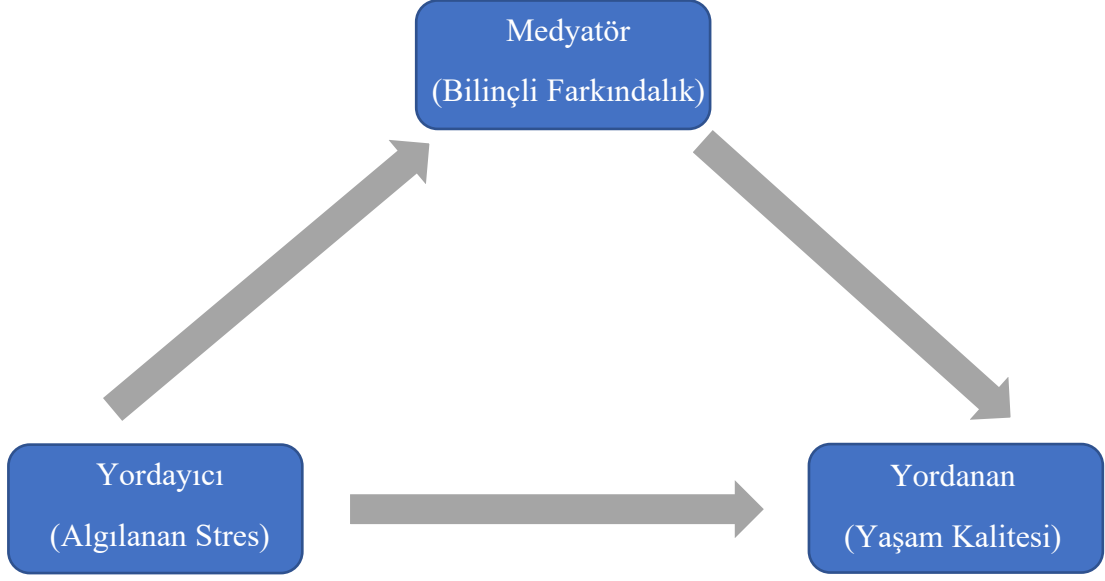 Medyatör
(Bilinçli Farkındalık)
Yordayıcı
(Algılanan Stres)
Yordanan
(Yaşam Kalitesi)